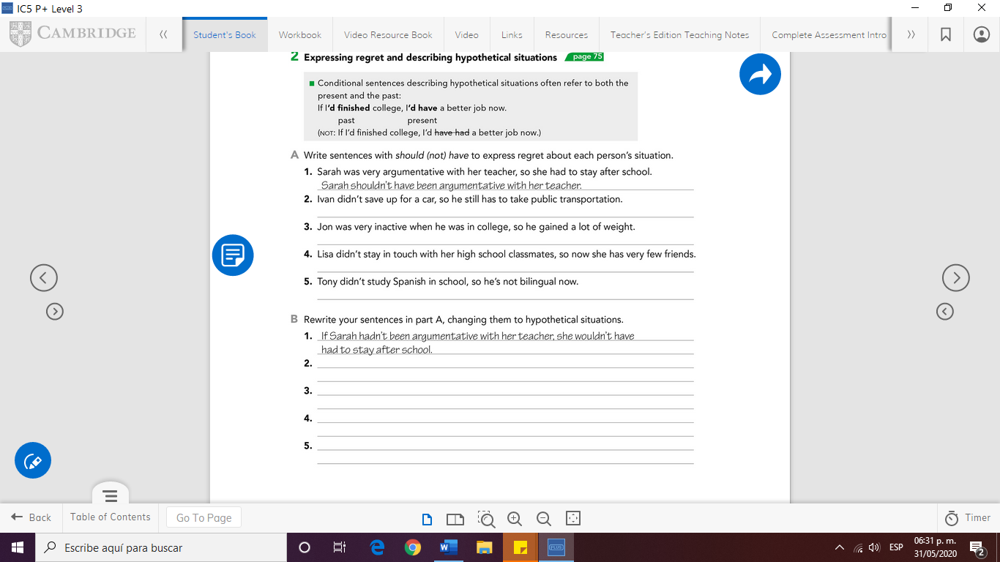 IC5 P+ Level 3
CAMBRIDGE
Student's Book
Workbook
Video Resource Book
Video
Links
Resources
Teacher's Edition Teaching Notes
Complete Assessment Intro
2 Expressing regret and describing hypothetical situations page 75
Conditional sentences describing hypothetical situations often refer to both the
present and the past:
If I'd finished college, I'd have a better job now.
past present
(NOT: If I'd finished college, I'd have had a better job now.)
A Write sentences with should (not) have to express regret about each person's situation.
1. Sarah was very argumentative with her teacher, so she had to stay after school.
Sarah shouldn't have been argumentative with her teacher.
2. Ivan didn't save up for a car, so he still has to take public transportation.
3. Jon was very inactive when he was in college, so he gained a lot of weight.
4. Lisa didn't stay in touch with her high school classmates, so now she has very few friends.
5. Tony didn't study Spanish in school, so he's not bilingual now.
B Rewrite your sentences in part A, changing them to hypothetical situations.
1. If Sarah hadn't been argumentative with her teacher, she wouldn't have
had to stay after school.
2.
3.
4.
5.
Back
Table of Contents
Go To Page
Timer
Escribe aquí para buscar
PLUS
ESP
06:31 p. m.
31/05/2020
2